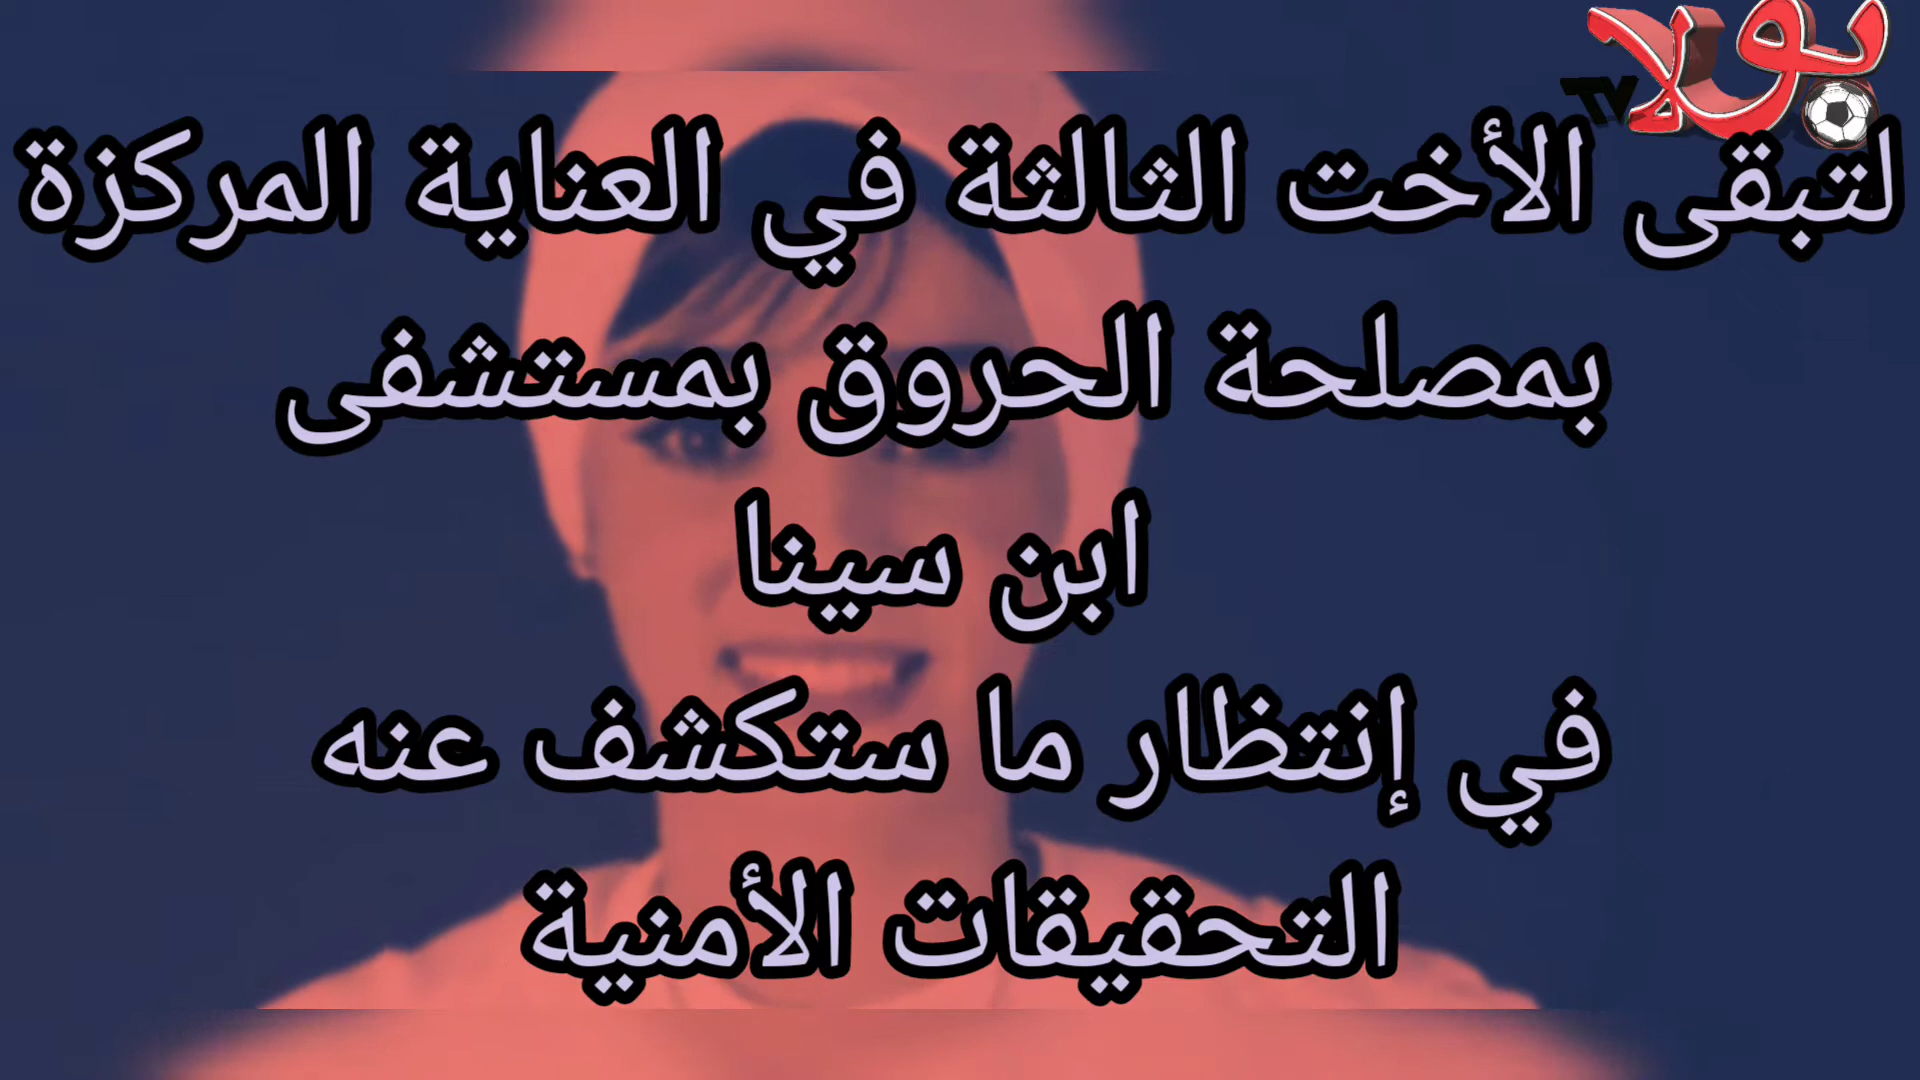 بولا
TV
لتبقى الأخت الثالثة في العناية المركزة
بمصلحة الحروق بمستشفى
ابن سينا
في إنتظار ما ستكشف عنه
التحقيقات الأمنية